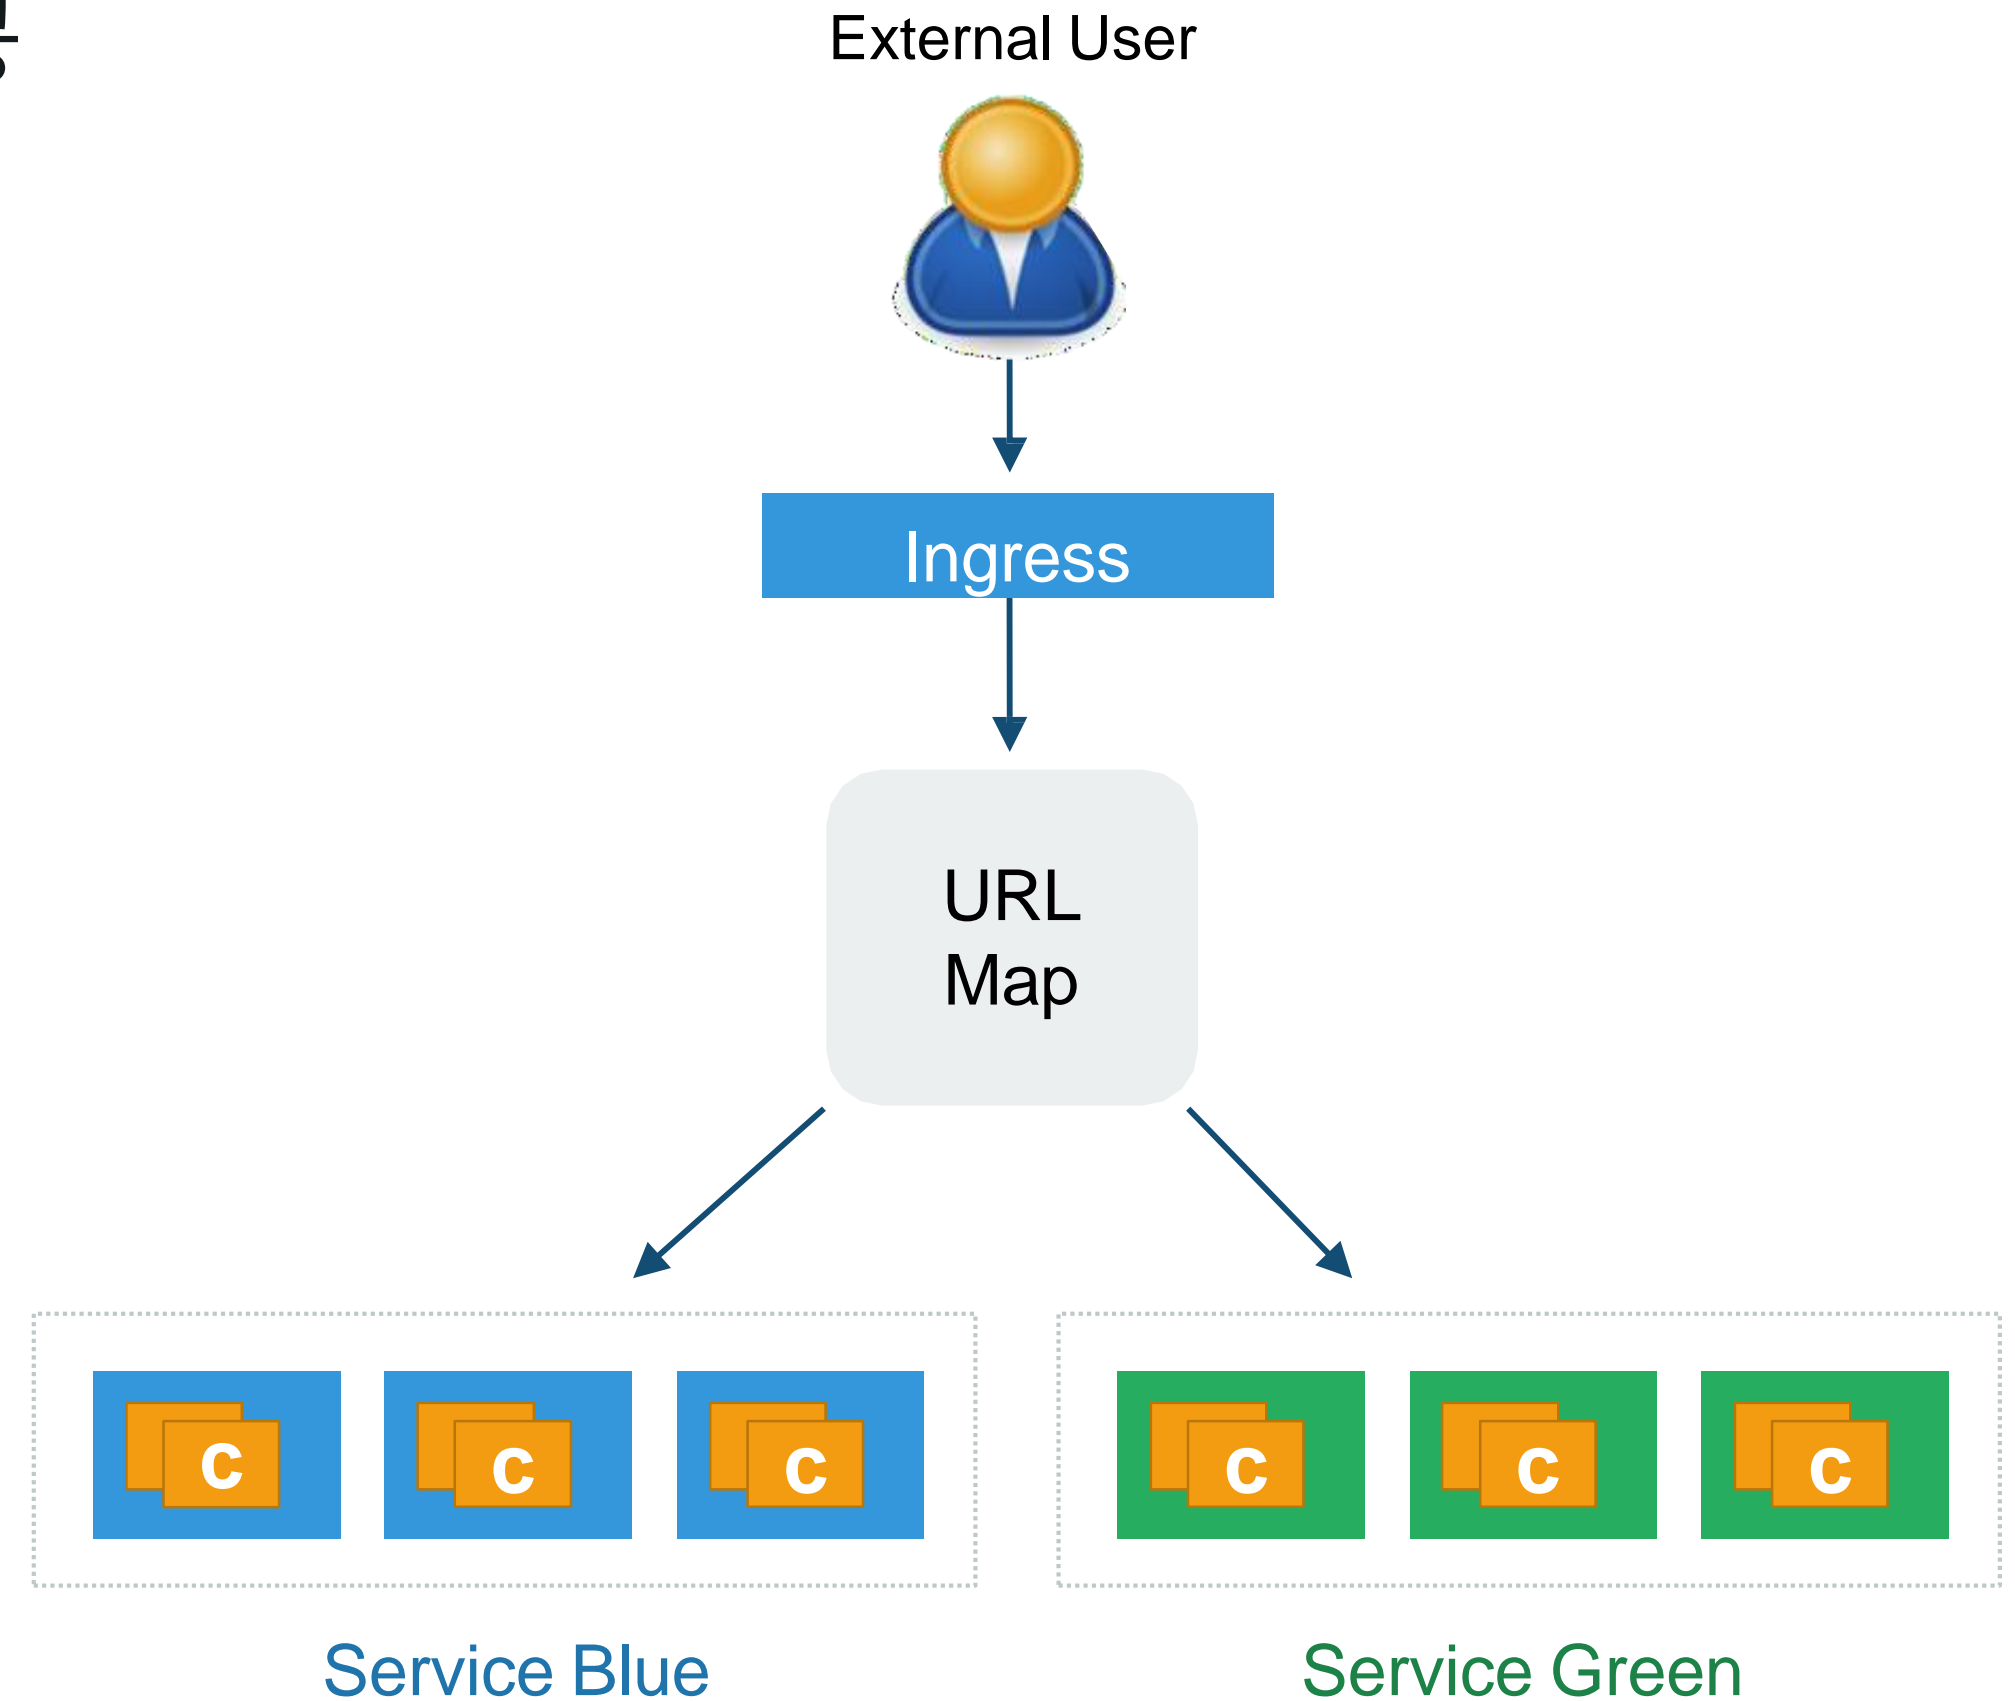 External User
Ingress
URL
Map
c c c c c c
Service Blue Service Green